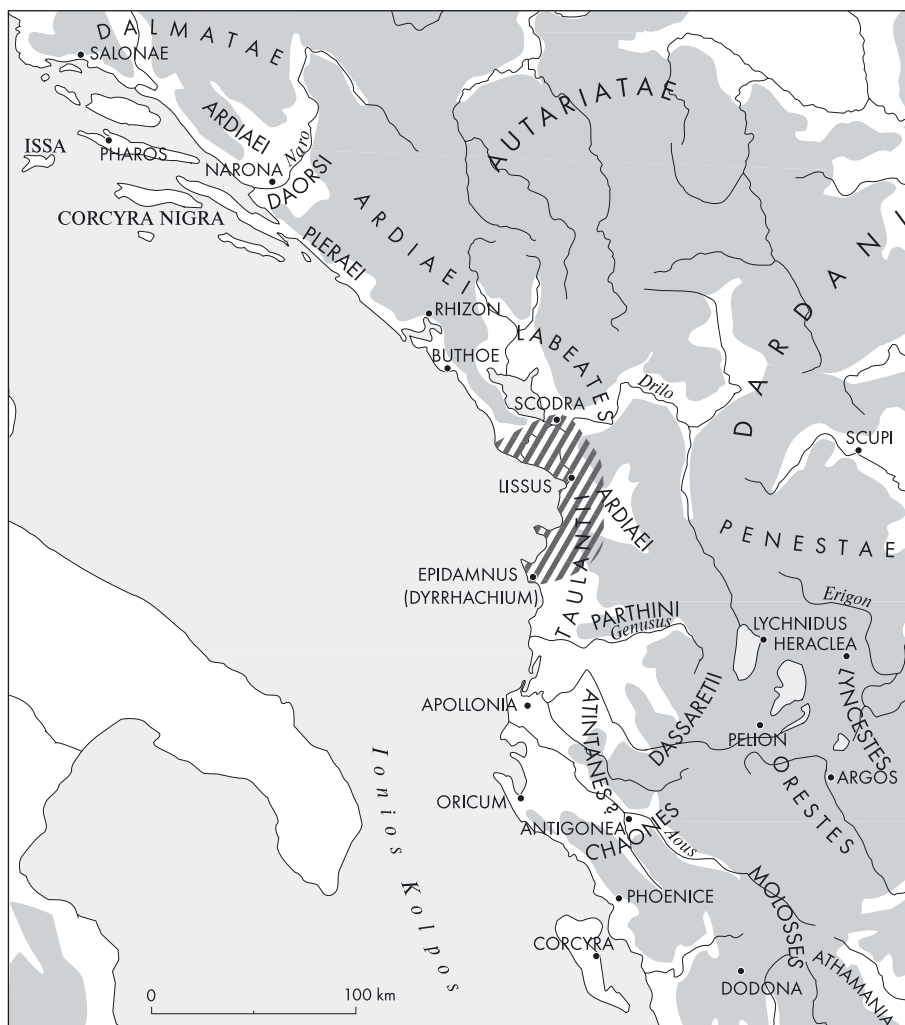 DALMATAE
SALONAE
ARDIAEI
AUTARIATAE
ISSA
PHAROS
Naro
NARONA
DAORSI
CORCYRA NIGRA
ARDIAEI
PLERAEI
DARDANI
RHIZON
LABEATES
BUTHOE
Drilo
SCODRA
SCUPI
LISSUS
ARDIAEI
TAULANTII
PENESTAE
EPIDAMNUS
(DYRRHACHIUM)
Erigon
PARTHINI
Genusus
LYCHNIDUS
HERACLEA
LYNCESTES
APOLLONIA
ATINTANES?
DASSARETII
PELION
Ionios Kolpos
ORICUM
ORESTES
ARGOS
ANTIGONEA
CHAONES
Aous
MOLOSSES
PHOENICE
CORCYRA
ATHAMANIA
DODONA
0 100 km